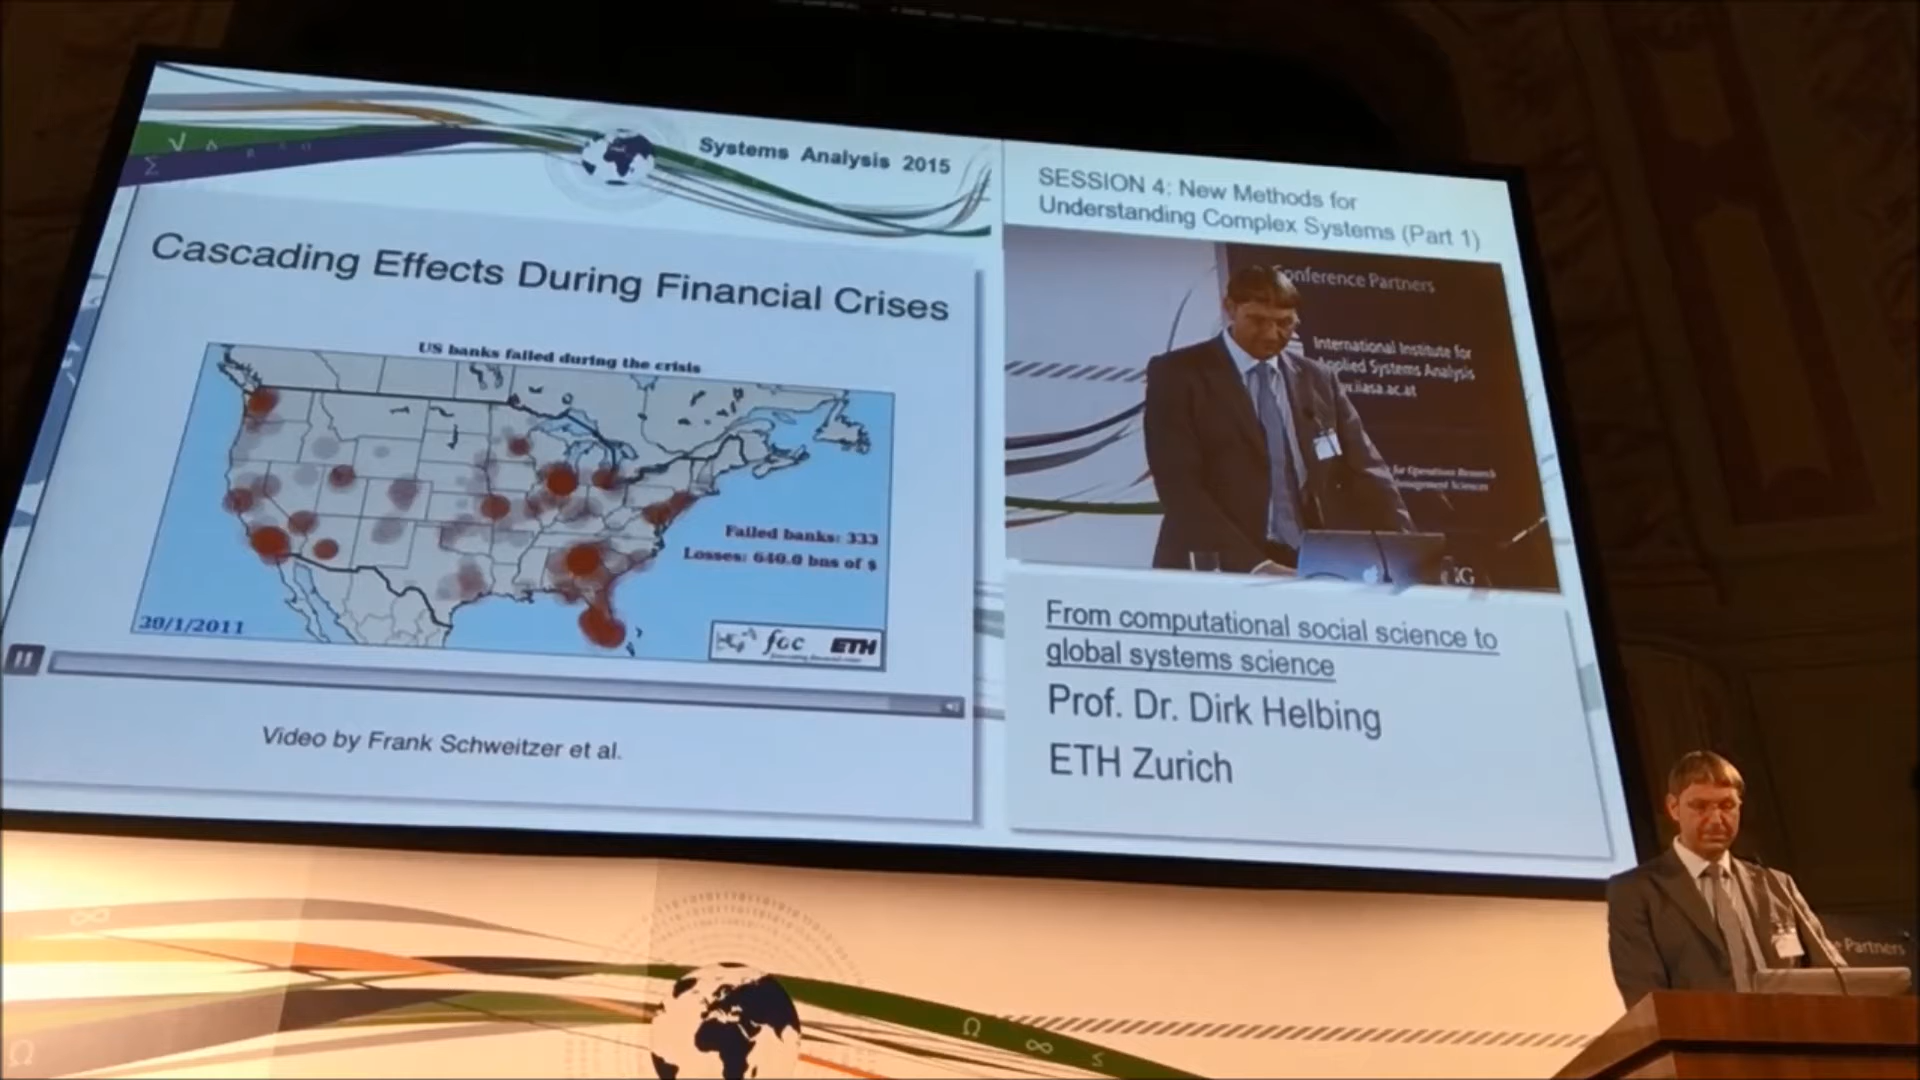 Systems Analysis 2015
Cascading Effects During Financial Crises
US banks failed during the crisis
Failed banks: 333
Losses: 640.0 bns of $
20/1/2011
foc ETH
Video by Frank Schweitzer et al.
SESSION 4: New Methods for
Understanding Complex Systems (Part 1)
Conference Partners
International Institute for
Applied Systems Analysis
iiasa.ac.at
for Operations Research
Management Sciences
From computational social science to
global systems science
Prof. Dr. Dirk Helbing
ETH Zurich
Partners